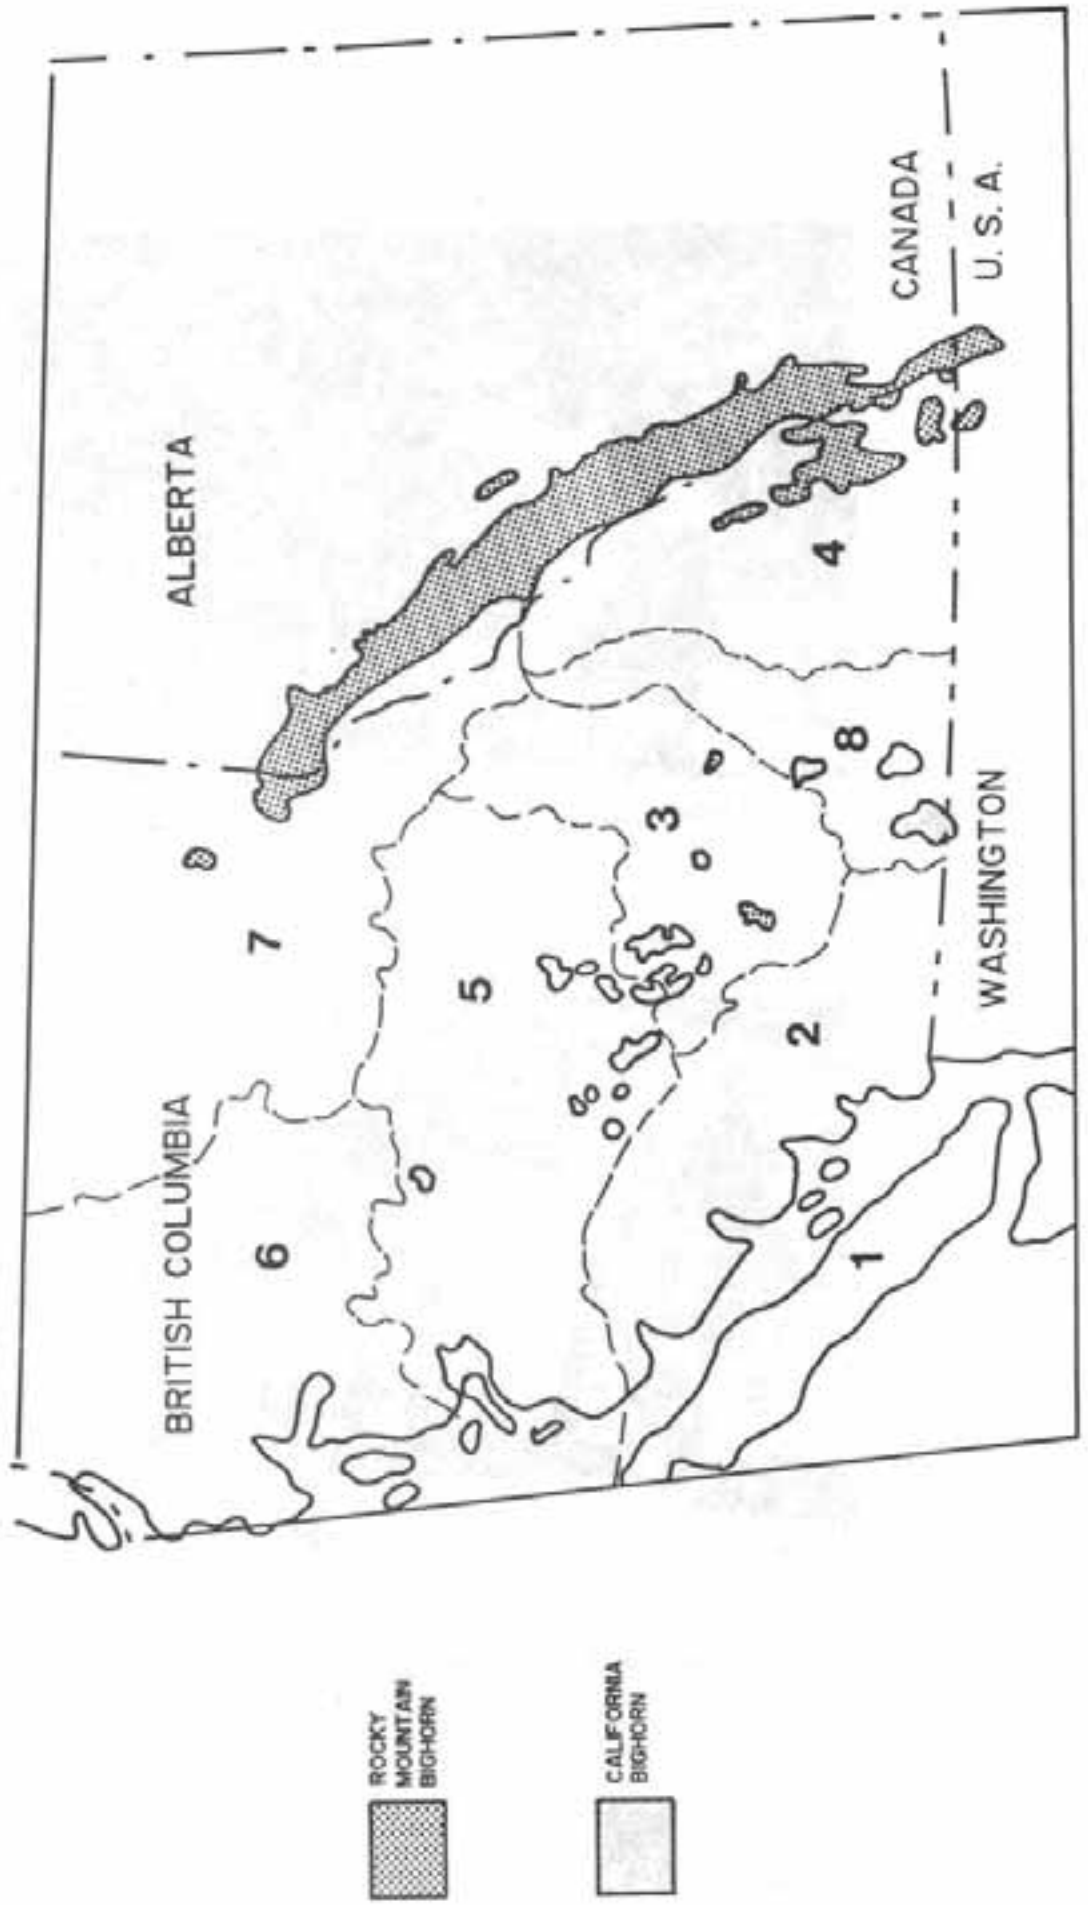 BRITISH COLUMBIA
ALBERTA
7
6
5
3
4
8
2
1
CANADA
U.S.A.
WASHINGTON
ROCKY
MOUNTAIN
BIGHORN
CALIFORNIA
BIGHORN